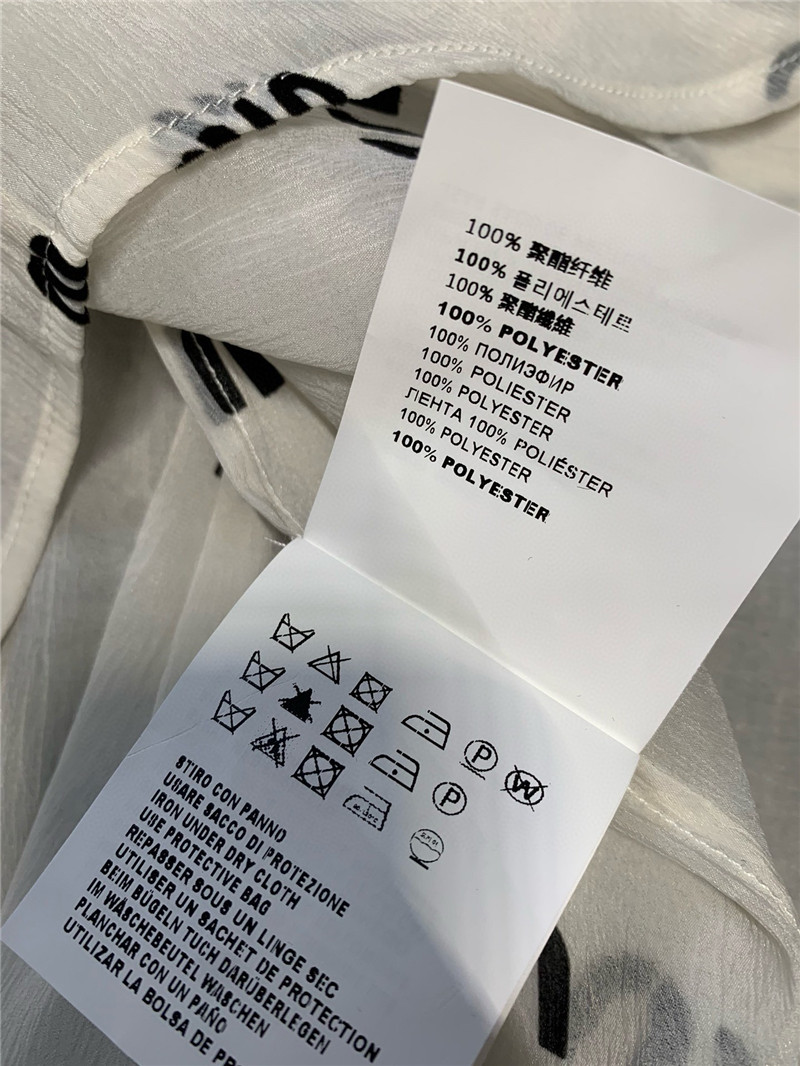 100% 聚酯纤维
100% 폴리에스테르
100% 聚酯纖維
100% POLYESTER
100% ПОЛИЭФИР
100% POLIESTER
100% POLYESTER
ЛЕНТА 100% POLIÉSTER
100% POLYESTER
100% POLYESTER
P
W
P
STIRO CON PANNO
USARE SACCO DI PROTEZIONE
IRON UNDER DRY CLOTH
USE PROTECTIVE BAG
REPASSER SOUS UN LINGE SEC
UTILISER UN SACHET DE PROTECTION
BEIM BÜGELN TUCH DARÜBERLEGEN
IM WÄSCHEBEUTEL WASCHEN
PLANCHAR CON UN PAÑO
UTILIZAR LA BOLSA DE